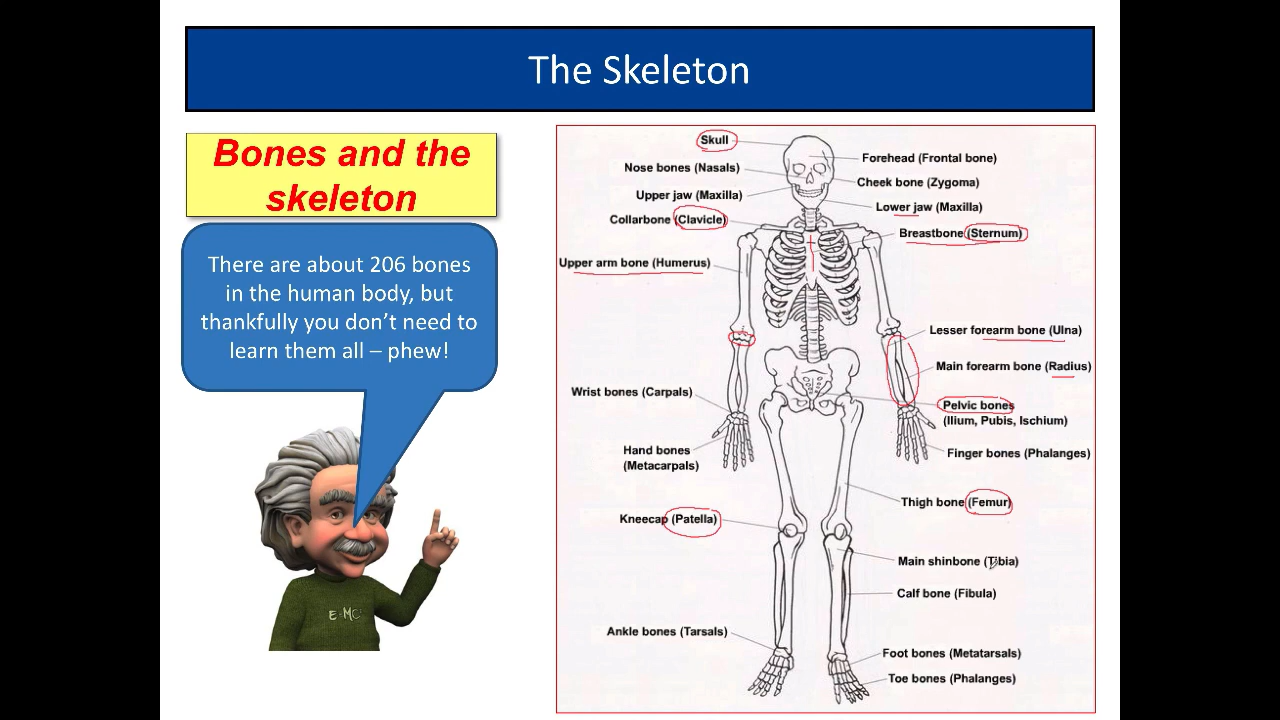 The Skeleton
Bones and the
skeleton
There are about 206 bones
in the human body, but
thankfully you don't need to
learn them all – phew!
E=MC²
Skull
Nose bones (Nasals)
Upper jaw (Maxilla)
Collarbone (Clavicle)
Upper arm bone (Humerus)
Wrist bones (Carpals)
Hand bones
(Metacarpals)
Kneecap (Patella)
Ankle bones (Tarsals)
Forehead (Frontal bone)
Cheek bone (Zygoma)
Lower jaw (Maxilla)
Breastbone (Sternum)
Lesser forearm bone (Ulna)
Main forearm bone (Radius)
Pelvic bones
(Ilium, Pubis, Ischium)
Finger bones (Phalanges)
Thigh bone (Femur)
Main shinbone (Tibia)
Calf bone (Fibula)
Foot bones (Metatarsals)
Toe bones (Phalanges)